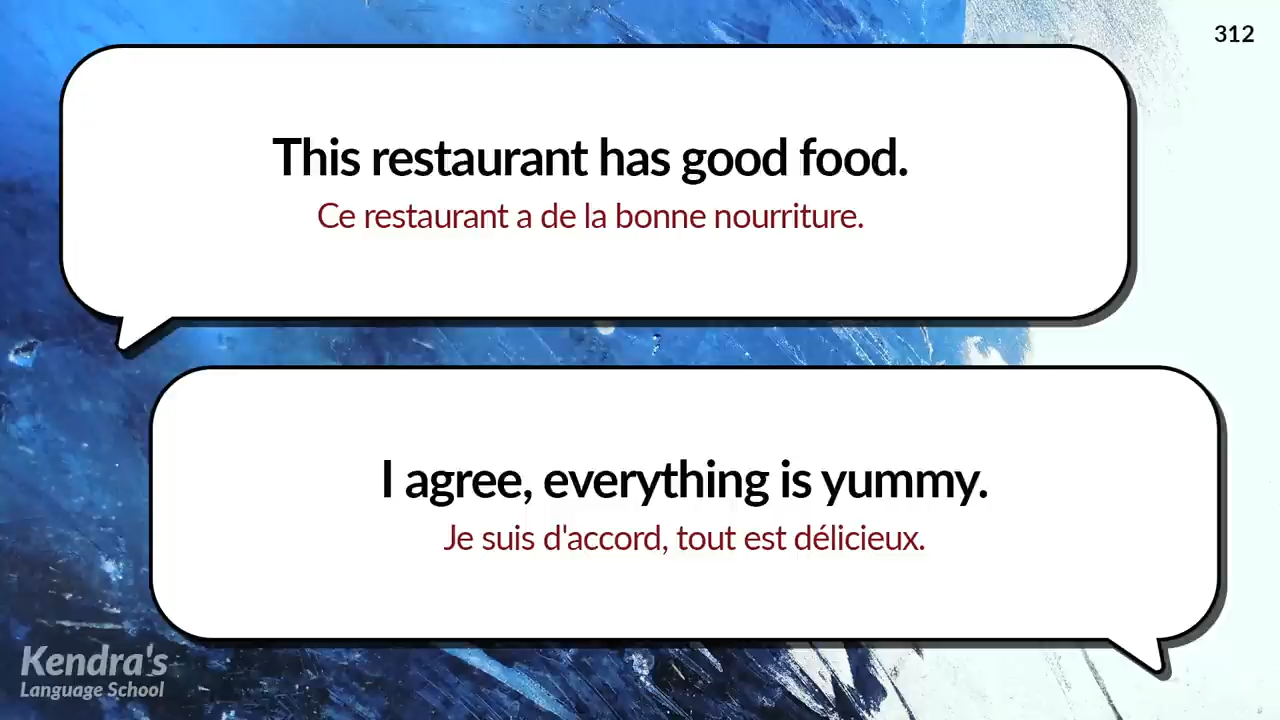 312
This restaurant has good food.
Ce restaurant a de la bonne nourriture.
I agree, everything is yummy.
Je suis d'accord, tout est délicieux.
Kendra's
Language School